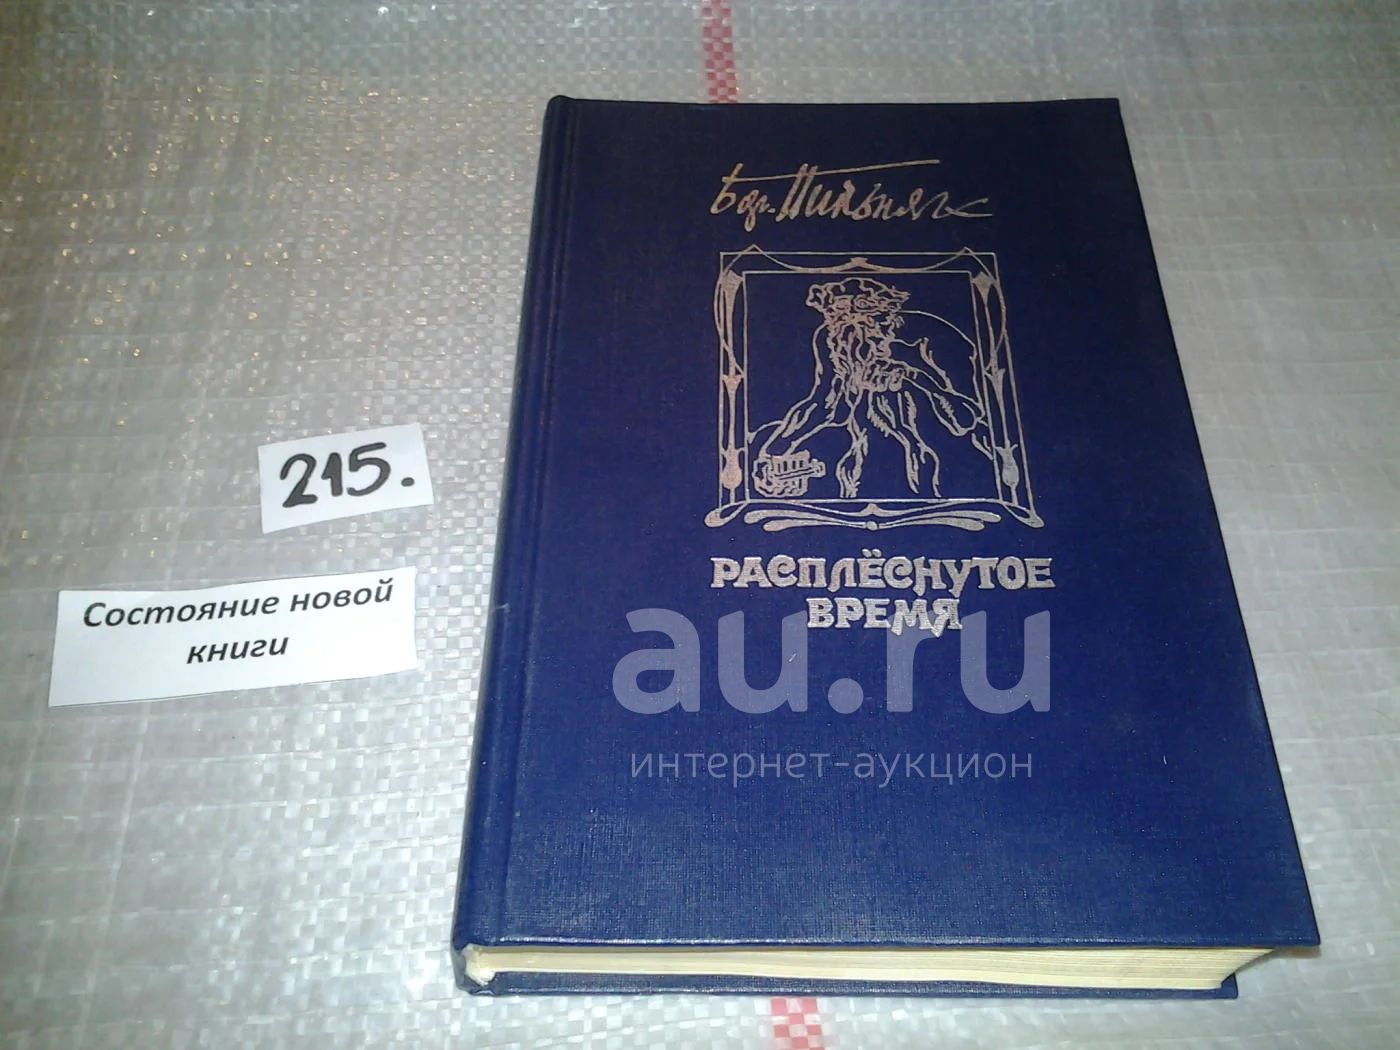 Бор. Пильняк
РАСПЛЁСНУТОЕ
ВРЕМЯ
215.
Состояние новой
книги
au.ru
интернет-аукцион